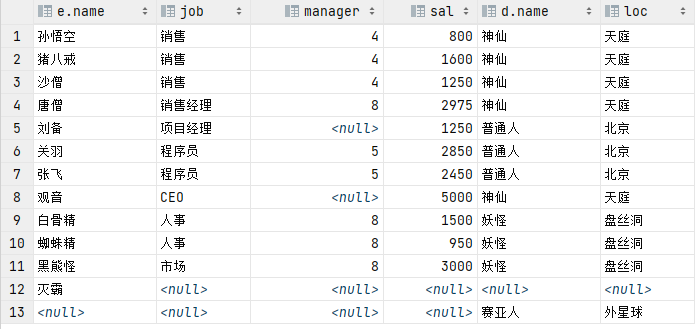 e.name job manager sal d.name loc
1 孙悟空 销售 4 800 神仙 天庭
2 猪八戒 销售 4 1600 神仙 天庭
3 沙僧 销售 4 1250 神仙 天庭
4 唐僧 销售经理 8 2975 神仙 天庭
5 刘备 项目经理 <null> 1250 普通人 北京
6 关羽 程序员 5 2850 普通人 北京
7 张飞 程序员 5 2450 普通人 北京
8 观音 CEO <null> 5000 神仙 天庭
9 白骨精 人事 8 1500 妖怪 盘丝洞
10 蜘蛛精 人事 8 950 妖怪 盘丝洞
11 黑熊怪 市场 8 3000 妖怪 盘丝洞
12 灭霸 <null> <null> <null> <null> <null>
13 <null> <null> <null> <null> 赛亚人 外星球